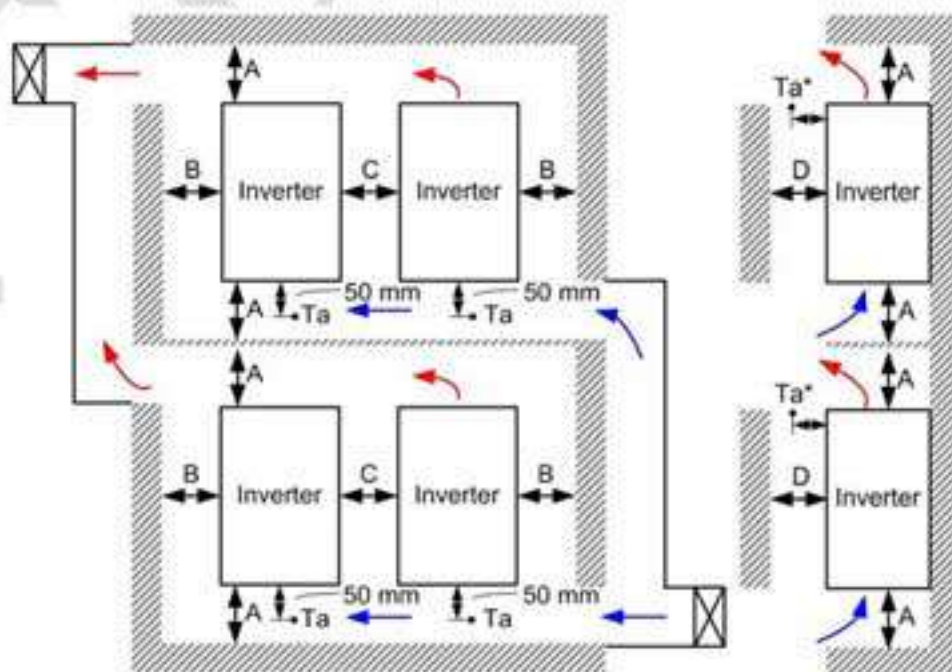 A A
Ta*
B C B D
Inverter Inverter Inverter
50 mm 50 mm
A Ta Ta A
A A
Ta*
B C B D
Inverter Inverter Inverter
50 mm 50 mm
A Ta Ta A